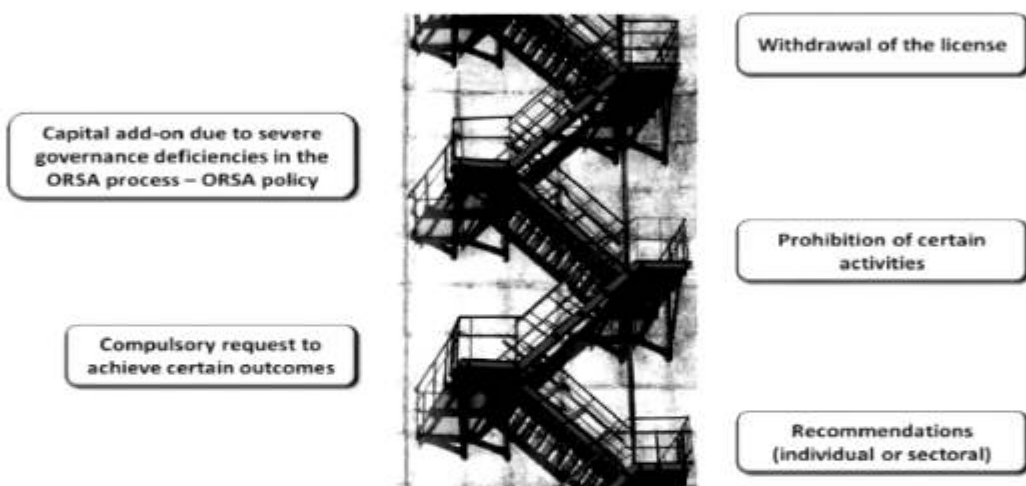 Withdrawal of the license
Capital add-on due to severe
governance deficiencies in the
ORSA process – ORSA policy
Prohibition of certain
activities
Compulsory request to
achieve certain outcomes
Recommendations
(individual or sectoral)